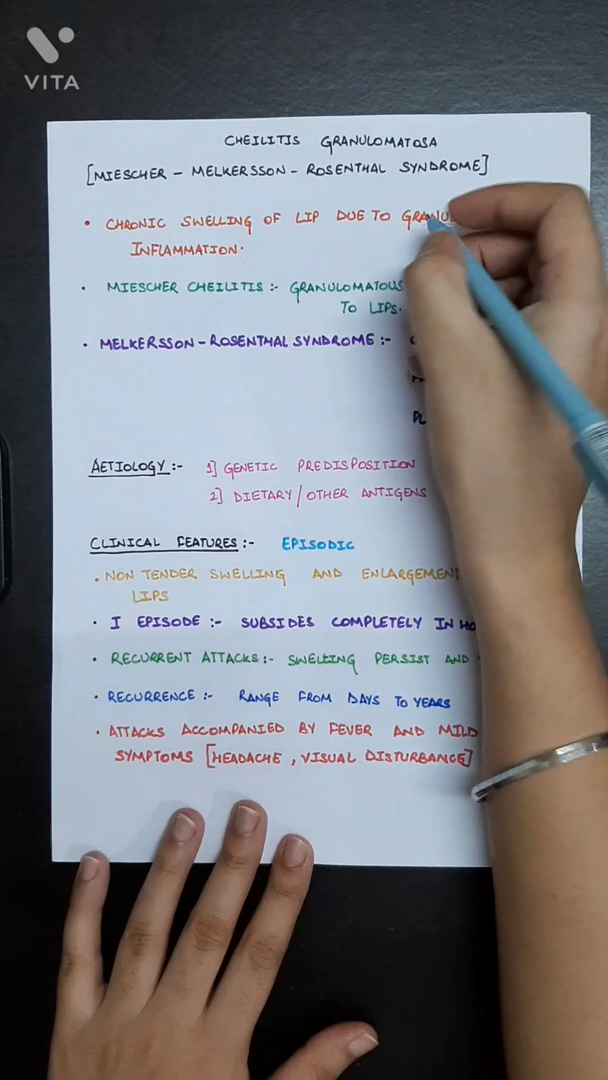 VITA
CHEILITIS GRANULOMATOSA
[MIESCHER - MELKERSSON - ROSENTHAL SYNDROME]
• CHRONIC SWELLING OF LIP DUE TO
INFLAMMATION.
• MIESCHER CHEILITIS :- GRANULOMATOUS
TO LIPS.
• MELKERSSON - ROSENTHAL SYNDROME :-
AETIOLOGY :- 1] GENETIC PREDISPOSITION
2] DIETARY / OTHER ANTIGENS
CLINICAL FEATURES :- EPISODIC
• NON TENDER SWELLING AND ENLARGEMENT
LIPS
• I EPISODE :- SUBSIDES COMPLETELY IN
• RECURRENT ATTACKS :- SWELLING PERSIST AND
• RECURRENCE :- RANGE FROM DAYS TO YEARS
• ATTACKS ACCOMPANIED BY FEVER AND MILD
SYMPTOMS [HEADACHE, VISUAL DISTURBANCE]